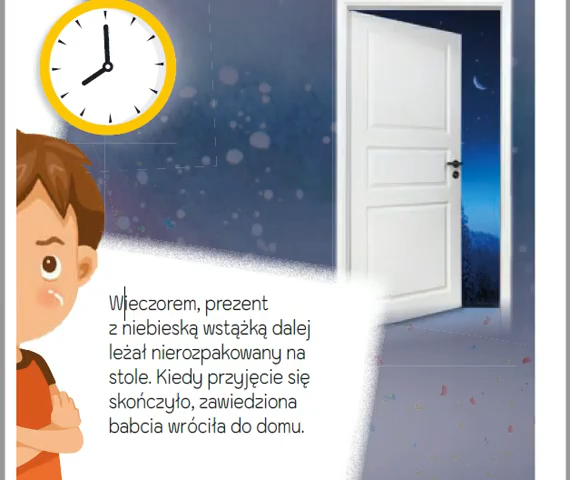 Wieczorem, prezent
z niebieską wstążką dalej
leżał nierozpakowany na
stole. Kiedy przyjęcie się
skończyło, zawiedziona
babcia wróciła do domu.